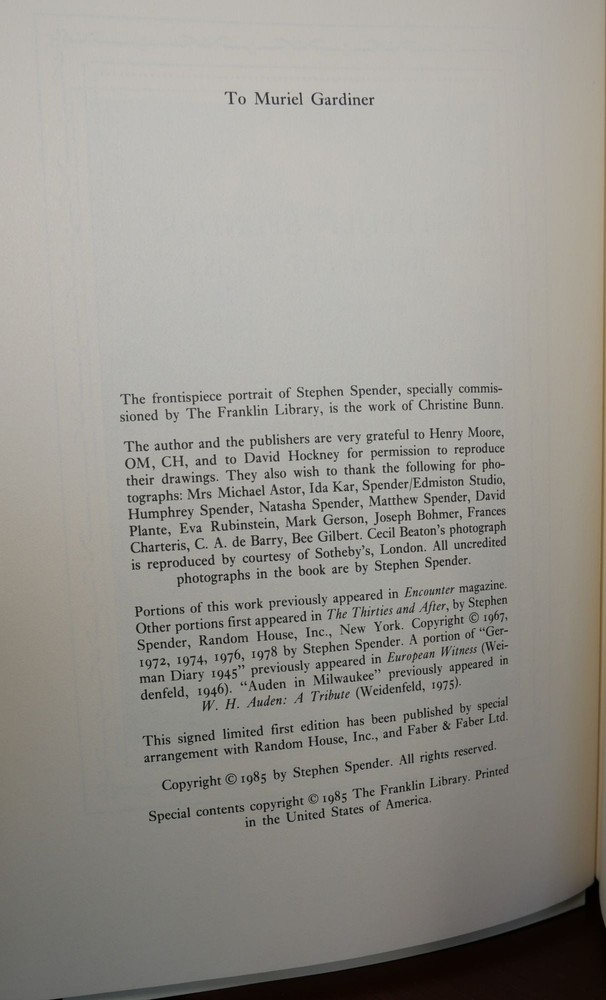 To Muriel Gardiner
The frontispiece portrait of Stephen Spender, specially commis-
sioned by The Franklin Library, is the work of Christine Bunn.
The author and the publishers are very grateful to Henry Moore,
OM, CH, and to David Hockney for permission to reproduce
their drawings. They also wish to thank the following for pho-
tographs: Mrs Michael Astor, Ida Kar, Spender/Edmiston Studio,
Humphrey Spender, Natasha Spender, Matthew Spender, David
Plante, Eva Rubinstein, Mark Gerson, Joseph Bohmer, Frances
Charteris, C. A. de Barry, Bee Gilbert. Cecil Beaton's photograph
is reproduced by courtesy of Sotheby's, London. All uncredited
photographs in the book are by Stephen Spender.
Portions of this work previously appeared in Encounter magazine.
Other portions first appeared in The Thirties and After, by Stephen
Spender, Random House, Inc., New York. Copyright © 1967,
1972, 1974, 1976, 1978 by Stephen Spender. A portion of "Ger-
man Diary 1945" previously appeared in European Witness (Wei-
denfeld, 1946). "Auden in Milwaukee" previously appeared in
W. H. Auden: A Tribute (Weidenfeld, 1975).
This signed limited first edition has been published by special
arrangement with Random House, Inc., and Faber & Faber Ltd.
Copyright © 1985 by Stephen Spender. All rights reserved.
Special contents copyright © 1985 The Franklin Library. Printed
in the United States of America.